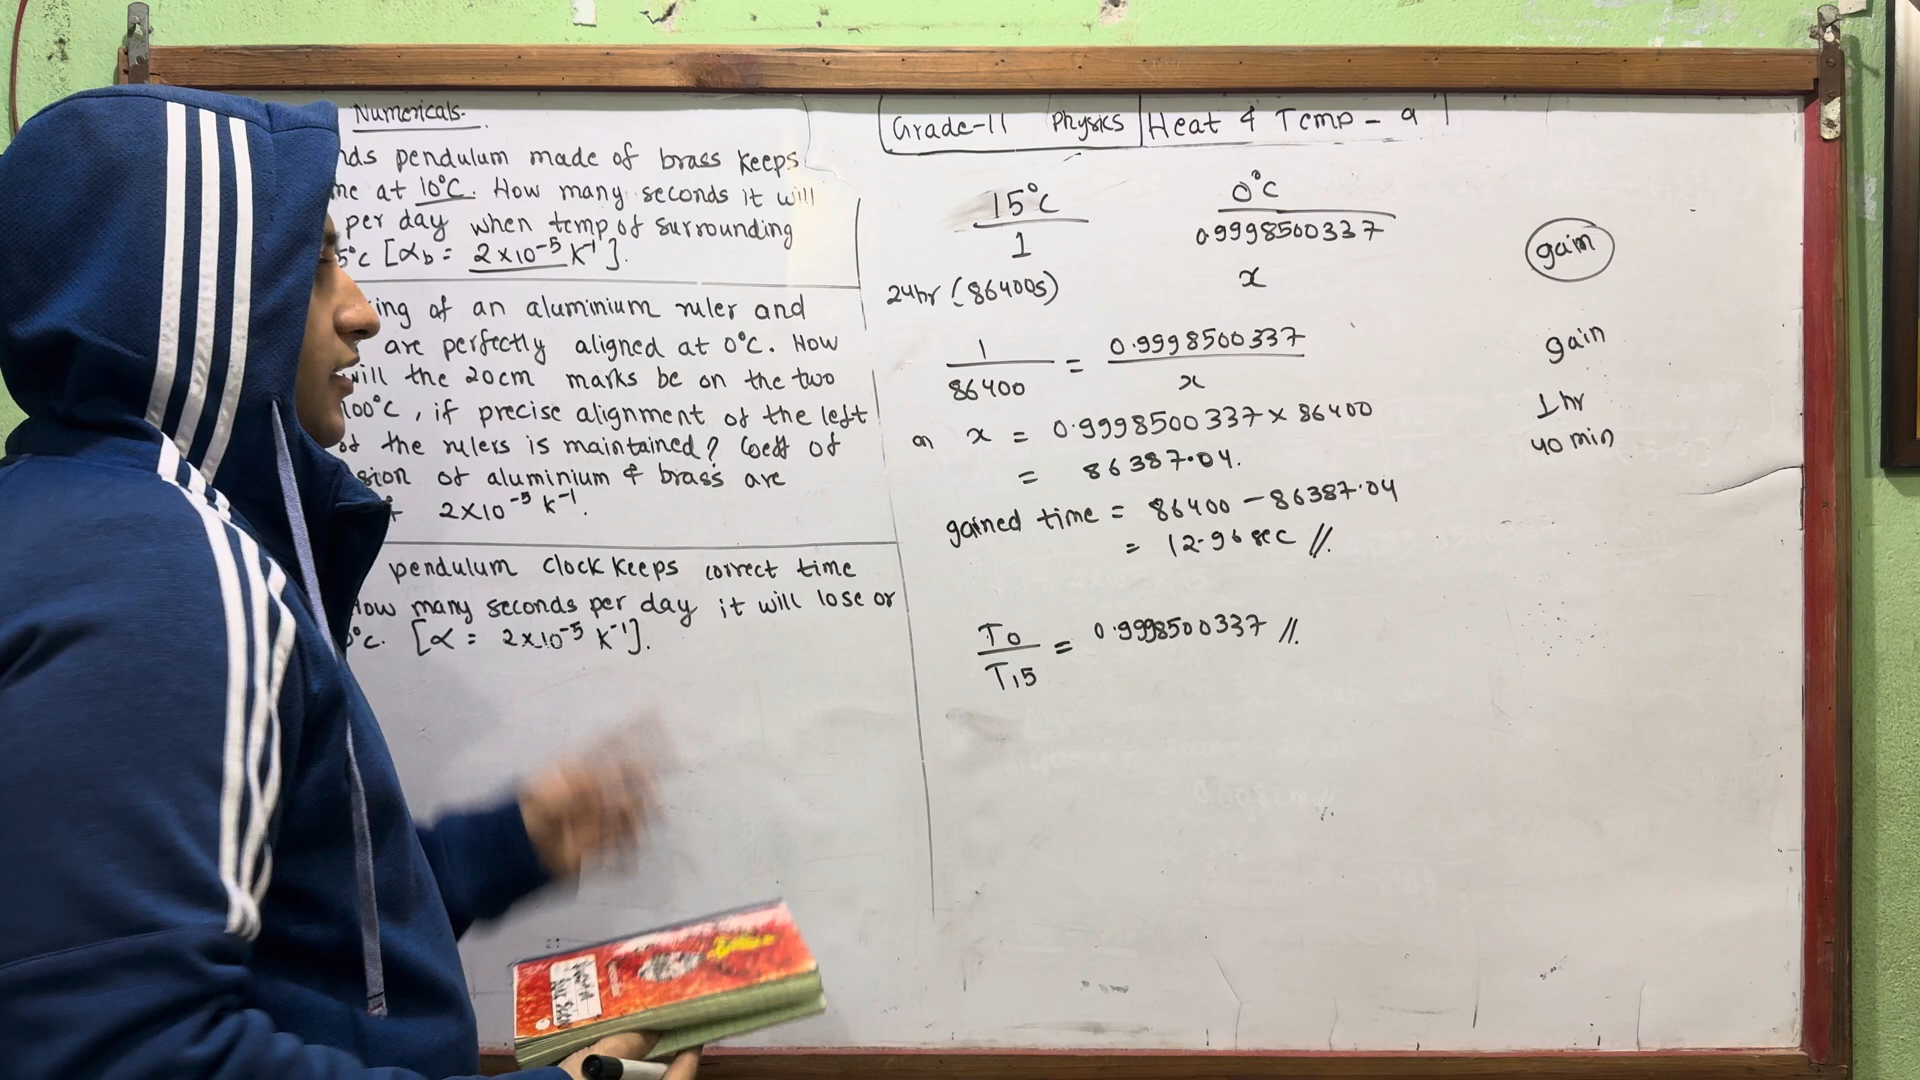 Numericals.
nds pendulum made of brass keeps
me at 10°C. How many seconds it will
per day when temp of surrounding
5°C [αb = 2×10⁻⁵ K⁻¹].
ing of an aluminium ruler and
are perfectly aligned at 0°C. How
will the 20cm marks be on the two
100°C, if precise alignment of the left
of the rulers is maintained? Coeff of
sion of aluminium & brass are
2×10⁻⁵ K⁻¹.
pendulum clock keeps correct time
How many seconds per day it will lose or
0°C. [α = 2×10⁻⁵ K⁻¹].
Grade-11 Physics Heat & Temp - 9
15°C 0°C
1 0.9998500337
24hr (86400s) x
1/86400 = 0.9998500337/x
or x = 0.9998500337 × 86400
= 86387.04.
gained time = 86400 - 86387.04
= 12.96 sec //.
T0/T15 = 0.9998500337 //.
gain
gain
1 hr
40 min